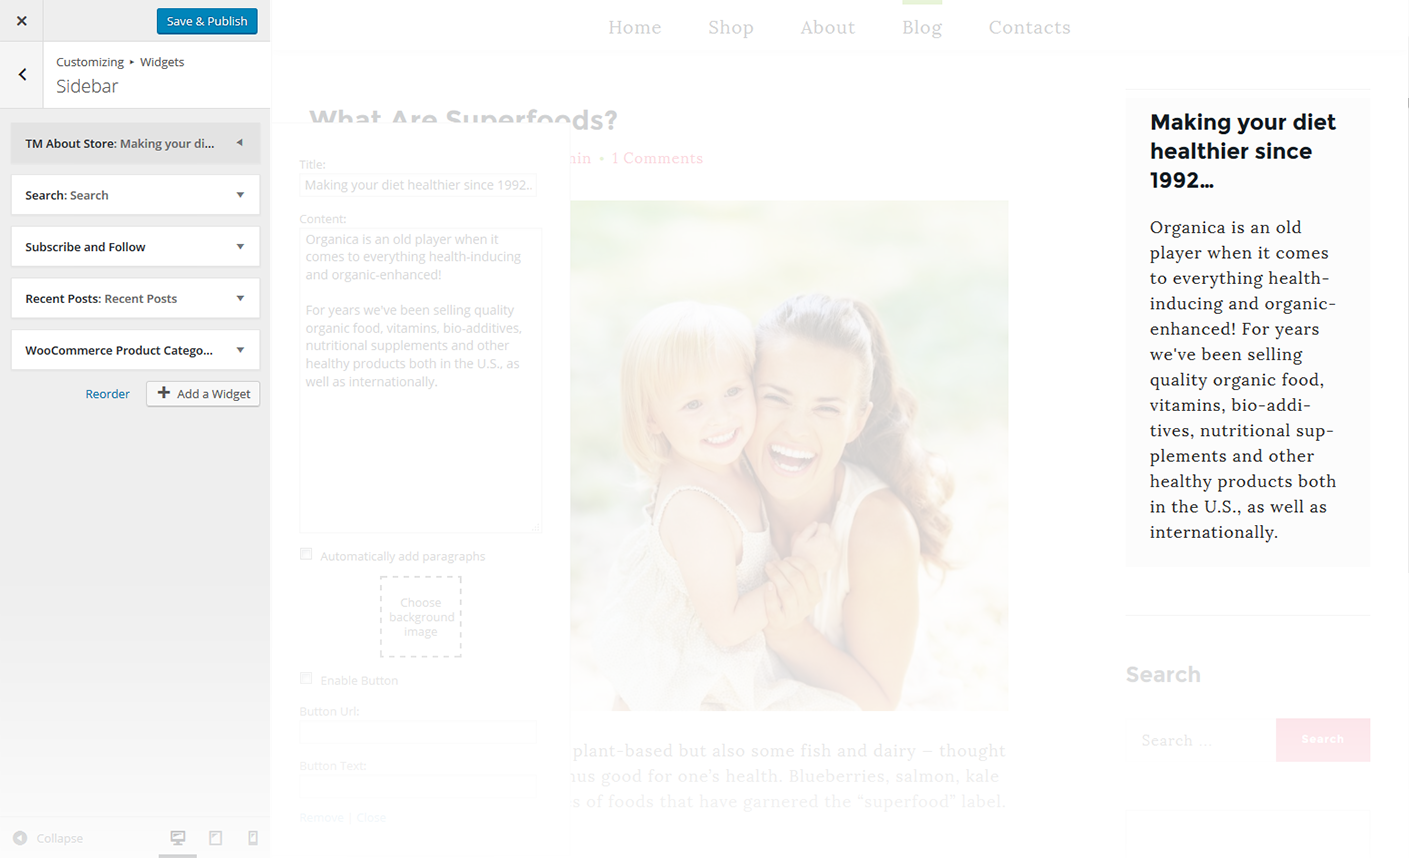 Save & Publish
Customizing ▸ Widgets
Sidebar
TM About Store: Making your di...
Search: Search
Subscribe and Follow
Recent Posts: Recent Posts
WooCommerce Product Catego...
Reorder
Add a Widget
Collapse
Home Shop About Blog Contacts
What Are Superfoods?
min • 1 Comments
Title:
Making your diet healthier since 1992...
Content:
Organica is an old player when it
comes to everything health-inducing
and organic-enhanced!
For years we've been selling quality
organic food, vitamins, bio-additives,
nutritional supplements and other
healthy products both in the U.S., as
well as internationally.
Automatically add paragraphs
Choose
background
image
Enable Button
Button Url:
Button Text:
Remove | Close
plant-based but also some fish and dairy – thought
hus good for one's health. Blueberries, salmon, kale
s of foods that have garnered the “superfood” label.
Making your diet
healthier since
1992...
Organica is an old
player when it comes
to everything health-
inducing and organic-
enhanced! For years
we've been selling
quality organic food,
vitamins, bio-addi-
tives, nutritional sup-
plements and other
healthy products both
in the U.S., as well as
internationally.
Search
Search ...
Search